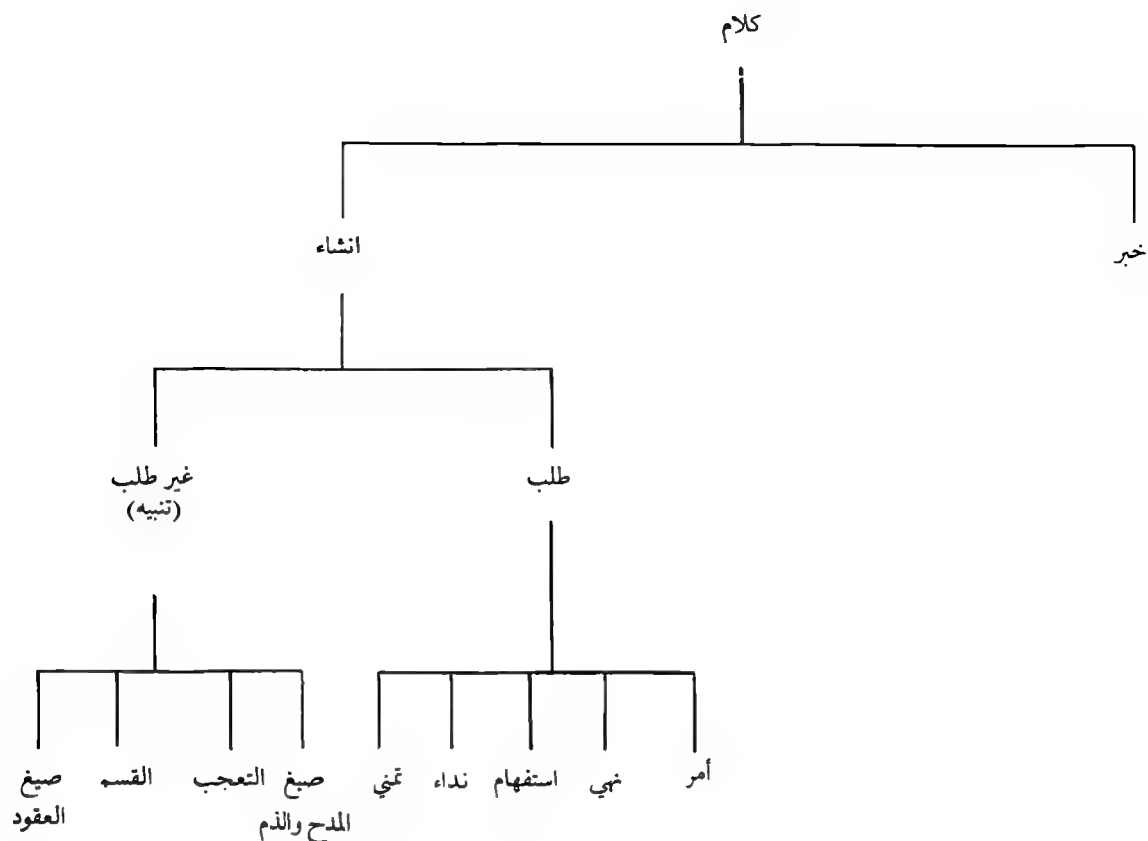 كلام
خبر
انشاء
طلب
غير طلب
(تنبيه)
أمر
نهي
استفهام
نداء
تمني
صيغ
المدح والذم
التعجب
القسم
صيغ
العقود